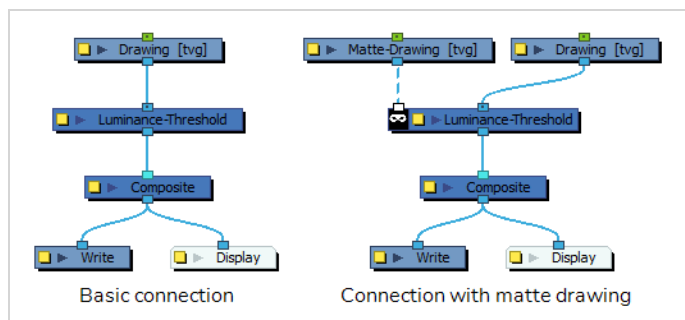 Drawing [tvg]
Luminance-Threshold
Composite
Write
Display
Basic connection
Matte-Drawing [tvg]
Drawing [tvg]
Luminance-Threshold
Composite
Write
Display
Connection with matte drawing